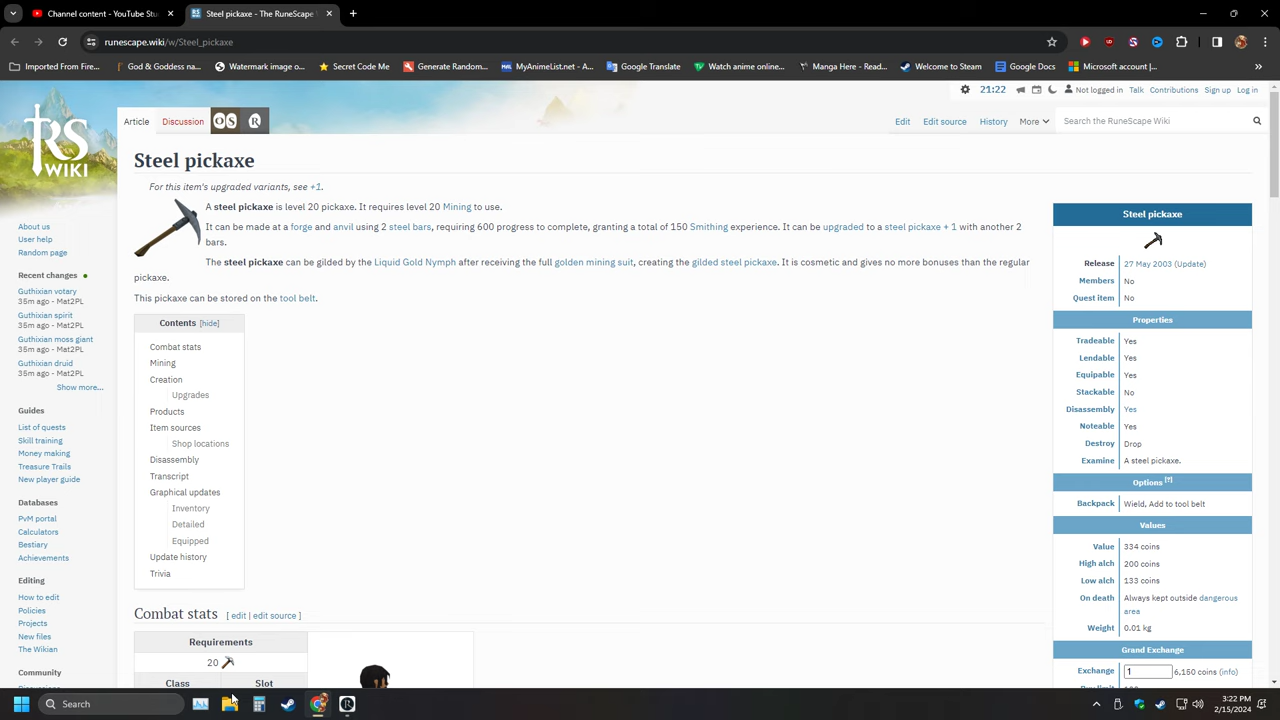 Channel content - YouTube Stu
Steel pickaxe - The RuneScape
runescape.wiki/w/Steel_pickaxe
Imported From Fire...
God & Goddess na...
Watermark image o...
Secret Code Me
Generate Random...
MyAnimeList.net - A...
Google Translate
Watch anime online...
Manga Here - Read...
Welcome to Steam
Google Docs
Microsoft account |...
21:22
Not logged in
Talk
Contributions
Sign up
Log in
RS
WIKI
Article
Discussion
OS
R
Edit
Edit source
History
More
Search the RuneScape Wiki
Steel pickaxe
For this item's upgraded variants, see +1.
A steel pickaxe is level 20 pickaxe. It requires level 20 Mining to use.
It can be made at a forge and anvil using 2 steel bars, requiring 600 progress to complete, granting a total of 150 Smithing experience. It can be upgraded to a steel pickaxe + 1 with another 2
bars.
The steel pickaxe can be gilded by the Liquid Gold Nymph after receiving the full golden mining suit, creating the gilded steel pickaxe. It is cosmetic and gives no more bonuses than the regular
pickaxe.
This pickaxe can be stored on the tool belt.
Contents [hide]
Combat stats
Mining
Creation
Upgrades
Products
Item sources
Shop locations
Disassembly
Transcript
Graphical updates
Inventory
Detailed
Equipped
Update history
Trivia
Combat stats [ edit | edit source ]
Requirements
20
Class
Slot
About us
User help
Random page
Recent changes
Guthixian votary
35m ago - Mat2PL
Guthixian spirit
35m ago - Mat2PL
Guthixian moss giant
35m ago - Mat2PL
Guthixian druid
35m ago - Mat2PL
Show more...
Guides
List of quests
Skill training
Money making
Treasure Trails
New player guide
Databases
PvM portal
Calculators
Bestiary
Achievements
Editing
How to edit
Policies
Projects
New files
The Wikian
Community
Steel pickaxe
Release 27 May 2003 (Update)
Members No
Quest item No
Properties
Tradeable Yes
Lendable Yes
Equipable Yes
Stackable No
Disassembly Yes
Noteable Yes
Destroy Drop
Examine A steel pickaxe.
Options [?]
Backpack Wield, Add to tool belt
Values
Value 334 coins
High alch 200 coins
Low alch 133 coins
On death Always kept outside dangerous
area
Weight 0.01 kg
Grand Exchange
Exchange 1 6,150 coins (info)
Search
3:22 PM
2/15/2024